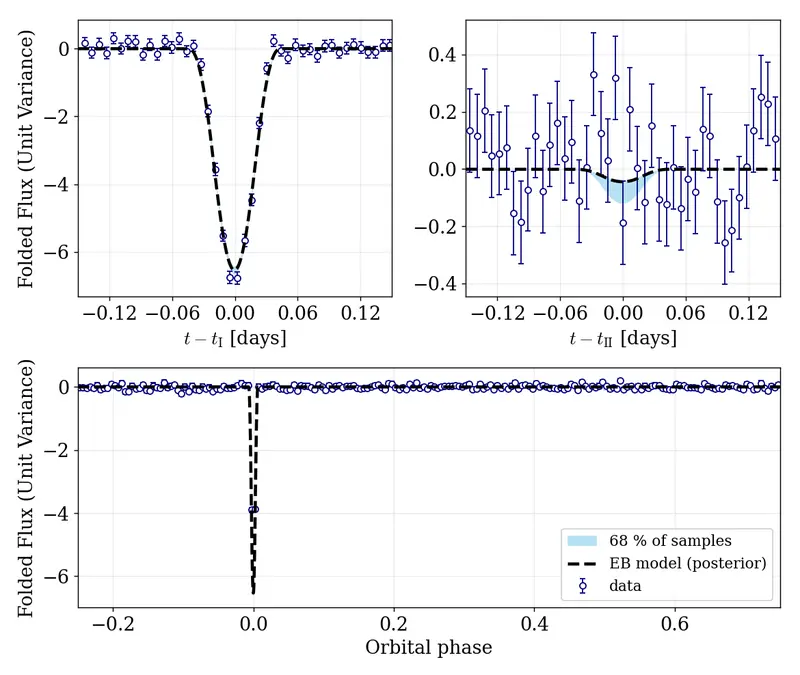 Folded Flux (Unit Variance)
0
−2
−4
−6
−0.12 −0.06 0.00 0.06 0.12
t − t_I [days]
0.4
0.2
0.0
−0.2
−0.4
−0.12 −0.06 0.00 0.06 0.12
t − t_II [days]
Folded Flux (Unit Variance)
0
−2
−4
−6
68 % of samples
EB model (posterior)
data
−0.2 0.0 0.2 0.4 0.6
Orbital phase